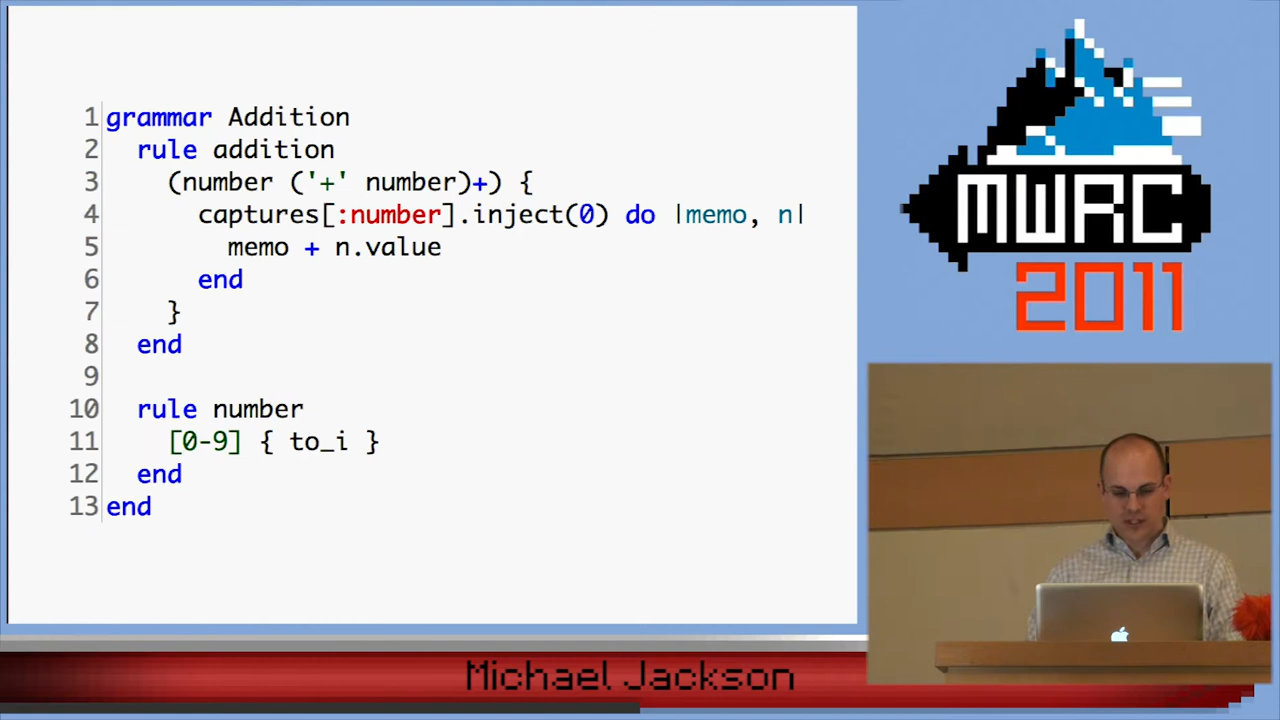 1 grammar Addition
2   rule addition
3     (number ('+' number)+) {
4       captures[:number].inject(0) do |memo, n|
5         memo + n.value
6       end
7     }
8   end
9
10   rule number
11     [0-9] { to_i }
12   end
13 end
MWRC
2011
Michael Jackson